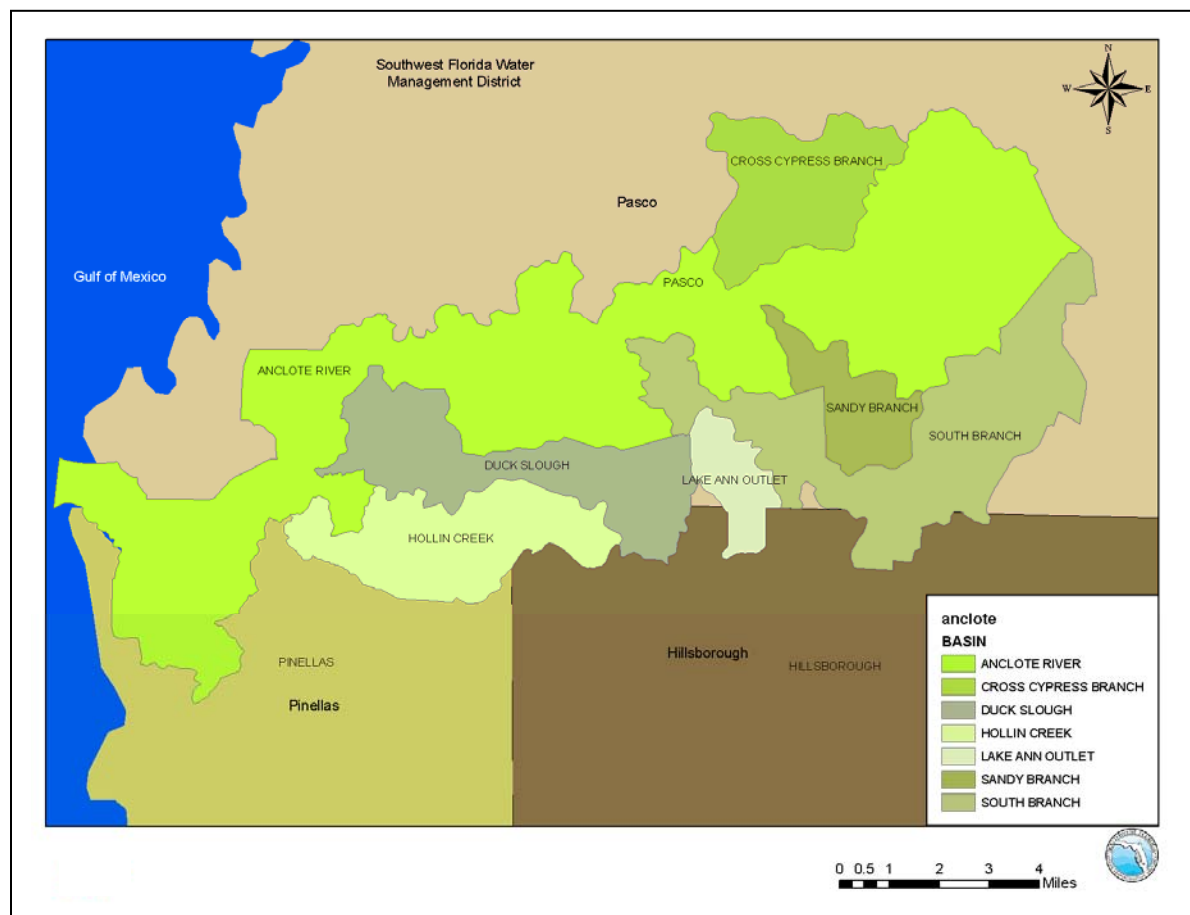 Southwest Florida Water
Management District
N
W E
S
CROSS CYPRESS BRANCH
Pasco
Gulf of Mexico
PASCO
ANCLOTE RIVER
SANDY BRANCH
SOUTH BRANCH
DUCK SLOUGH
LAKE ANN OUTLET
HOLLIN CREEK
PINELLAS
Pinellas
Hillsborough
HILLSBOROUGH
anclote
BASIN
ANCLOTE RIVER
CROSS CYPRESS BRANCH
DUCK SLOUGH
HOLLIN CREEK
LAKE ANN OUTLET
SANDY BRANCH
SOUTH BRANCH
0 0.5 1 2 3 4
Miles